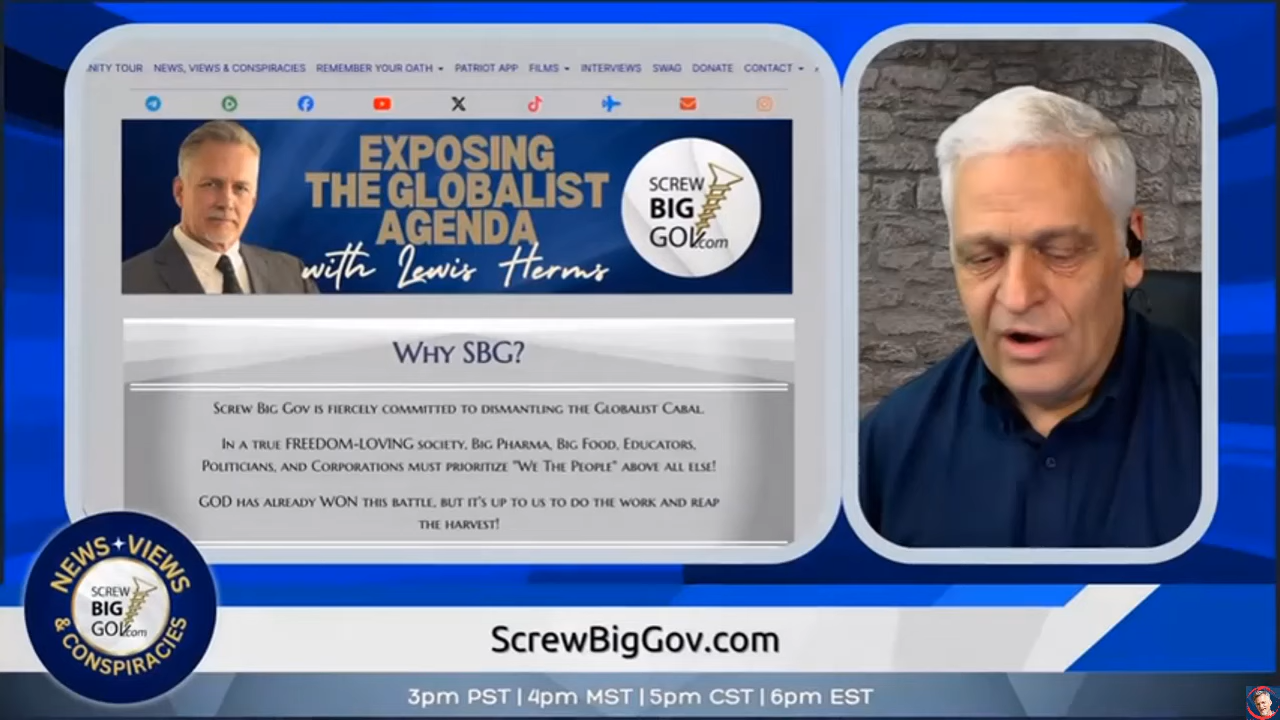 NITY TOUR NEWS, VIEWS & CONSPIRACIES REMEMBER YOUR OATH PATRIOT APP FILMS INTERVIEWS SWAG DONATE CONTACT
EXPOSING
THE GLOBALIST
AGENDA
with Lewis Herms
SCREW
BIG
GOV.com
WHY SBG?
SCREW BIG GOV IS FIERCELY COMMITTED TO DISMANTLING THE GLOBALIST CABAL.
IN A TRUE FREEDOM-LOVING SOCIETY, BIG PHARMA, BIG FOOD, EDUCATORS,
POLITICIANS, AND CORPORATIONS MUST PRIORITIZE "WE THE PEOPLE" ABOVE ALL ELSE!
GOD HAS ALREADY WON THIS BATTLE, BUT IT'S UP TO US TO DO THE WORK AND REAP
THE HARVEST!
NEWS VIEWS
SCREW
BIG
GOV.com
& CONSPIRACIES
ScrewBigGov.com
3pm PST | 4pm MST | 5pm CST | 6pm EST